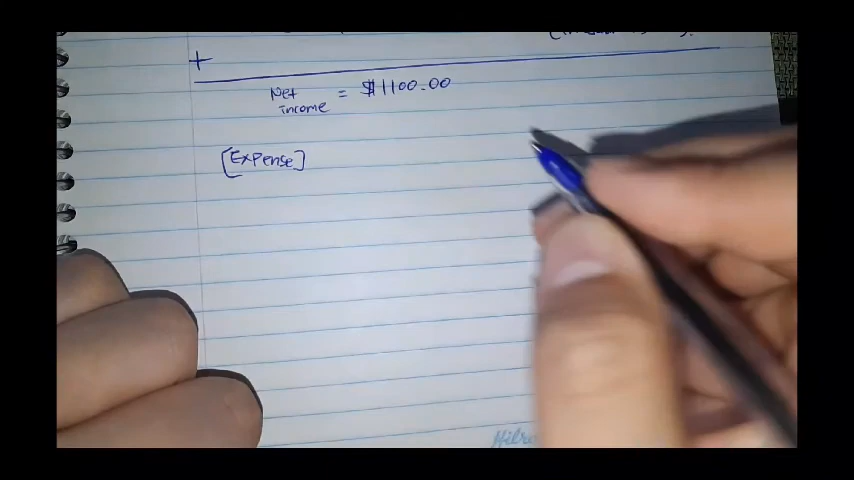 +
Net = $1100.00
income
[Expense]